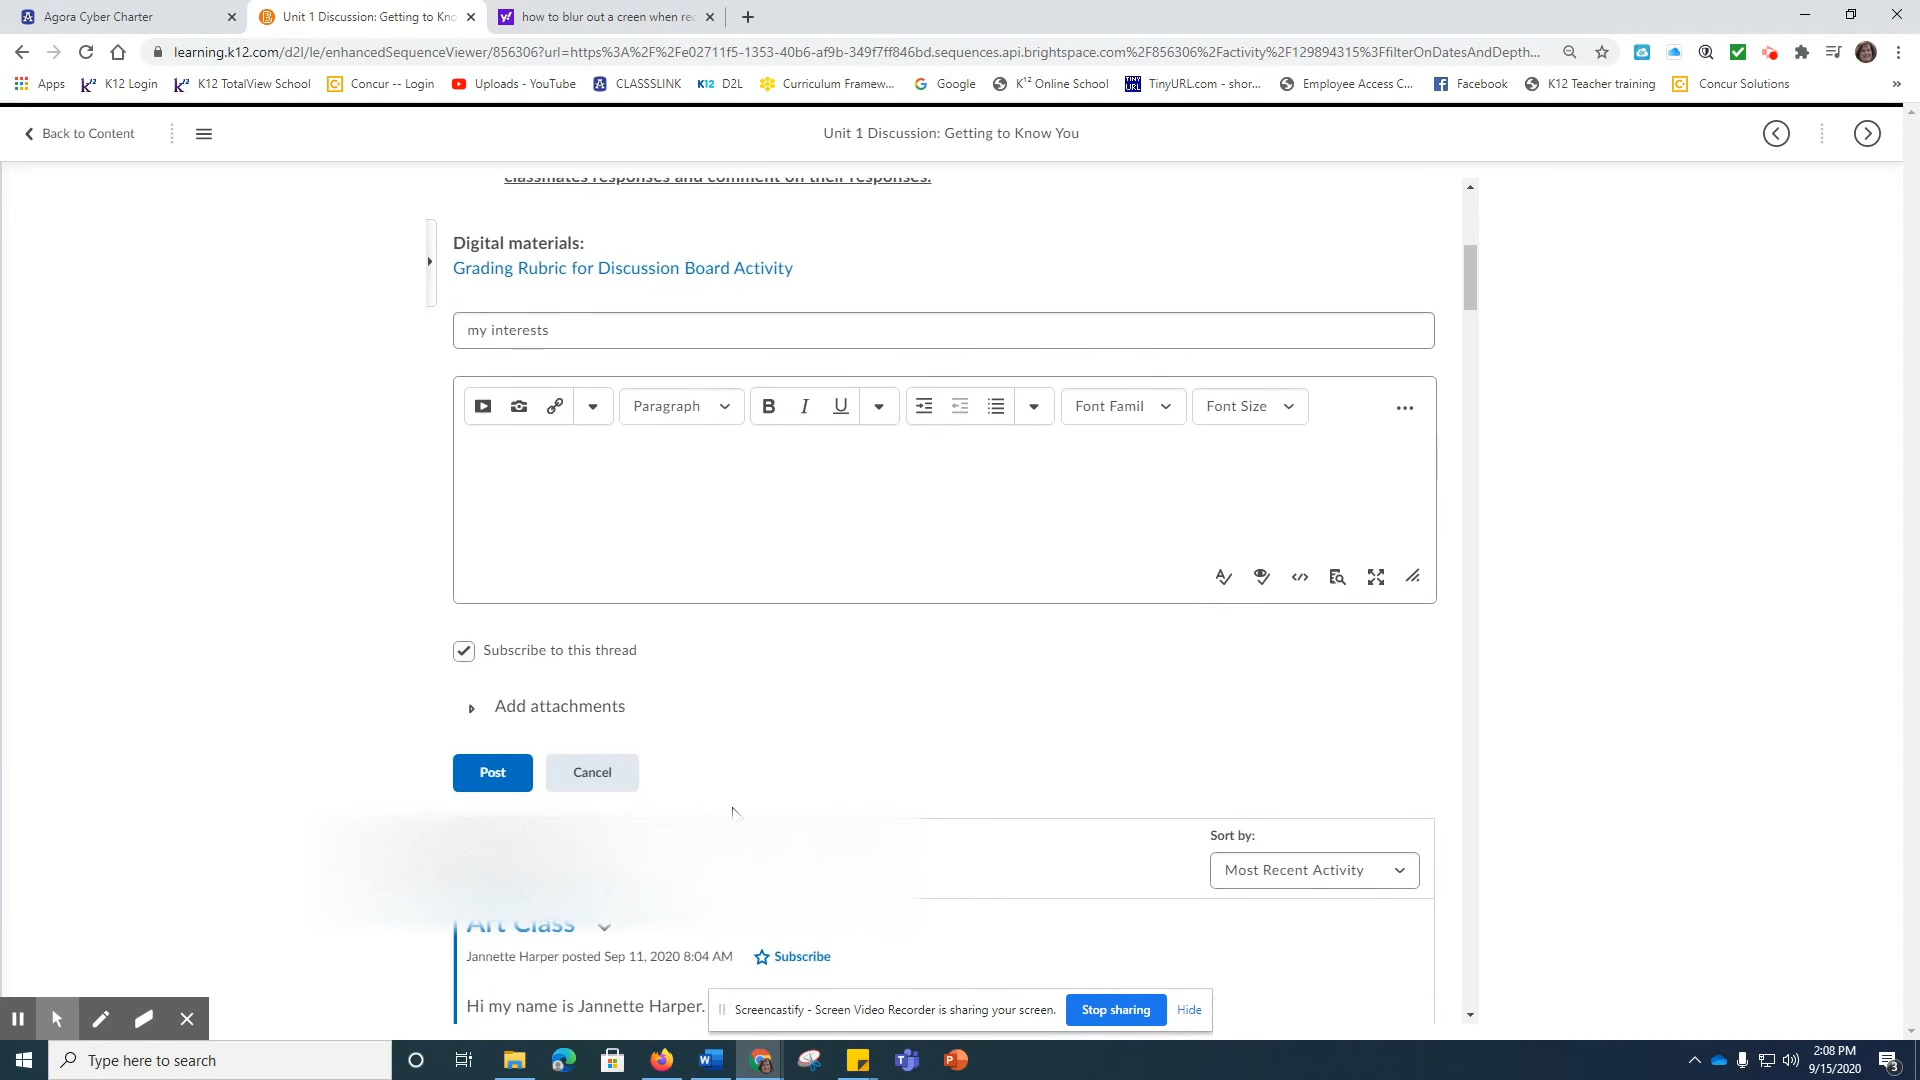 Agora Cyber Charter
Unit 1 Discussion: Getting to Kno
how to blur out a creen when rec
learning.k12.com/d2l/le/enhancedSequenceViewer/856306?url=https%3A%2F%2Fe02711f5-1353-40b6-af9b-349f7ff846bd.sequences.api.brightspace.com%2F856306%2Factivity%2F129894315%3FfilterOnDatesAndDepth...
Apps K12 Login K12 TotalView School Concur -- Login Uploads - YouTube CLASSSLINK K12 D2L Curriculum Framew... Google K¹² Online School TinyURL.com - shor... Employee Access C... Facebook K12 Teacher training Concur Solutions »
Back to Content
Unit 1 Discussion: Getting to Know You
classmates responses and comment on their responses.
Digital materials:
Grading Rubric for Discussion Board Activity
my interests
Paragraph B I U Font Famil Font Size
Subscribe to this thread
Add attachments
Post Cancel
Sort by:
Most Recent Activity
Art Class
Jannette Harper posted Sep 11, 2020 8:04 AM Subscribe
Hi my name is Jannette Harper.
Screencastify - Screen Video Recorder is sharing your screen. Stop sharing Hide
Type here to search
2:08 PM
9/15/2020
3